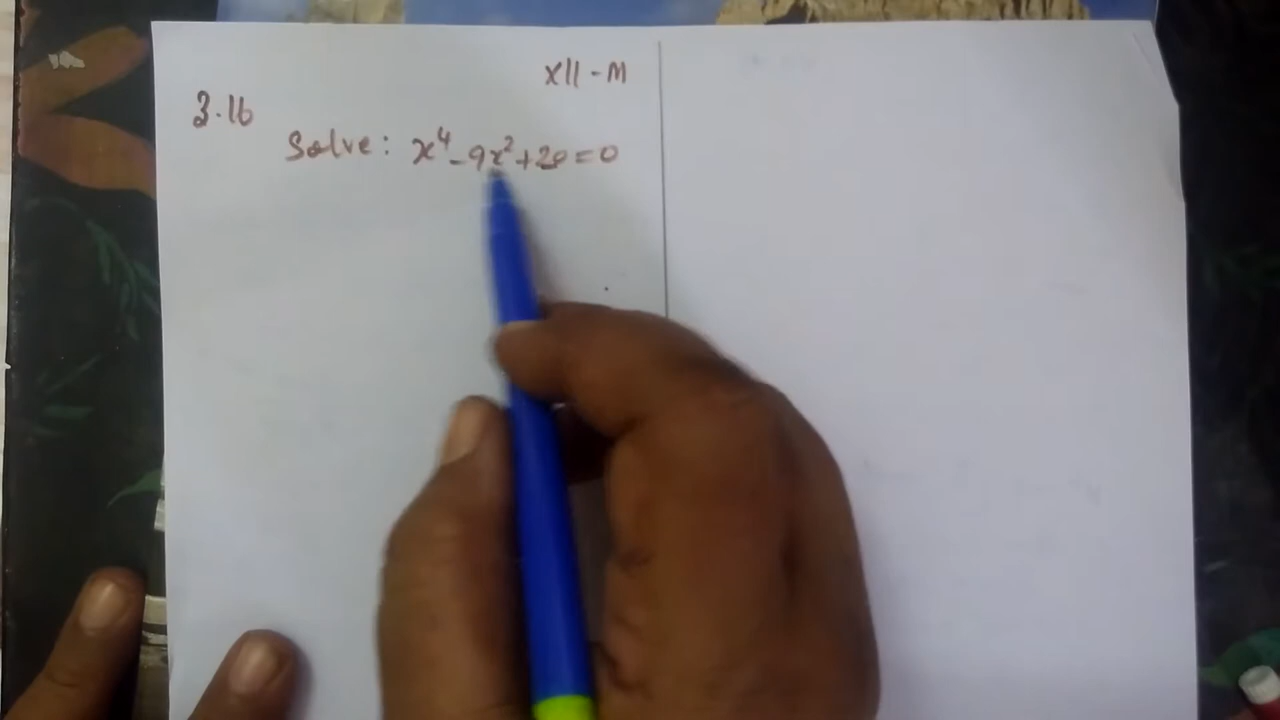 XII - M
3.16
Solve: x⁴ - 9x² + 20 = 0